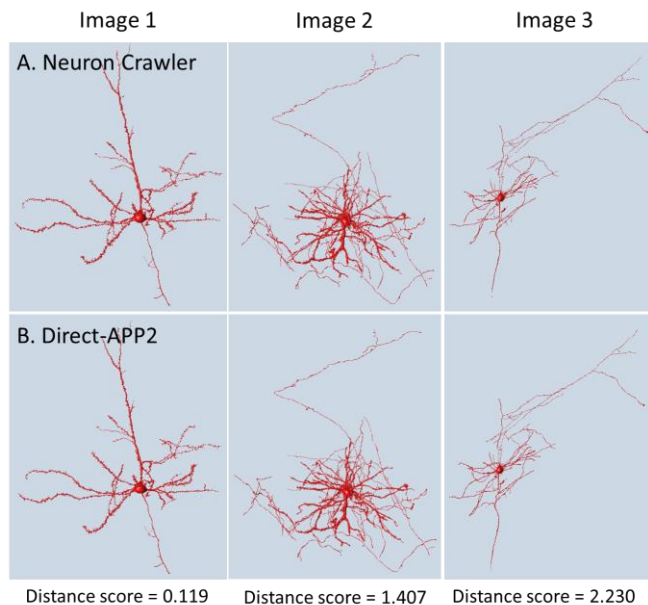 Image 1 Image 2 Image 3
A. Neuron Crawler
B. Direct-APP2
Distance score = 0.119 Distance score = 1.407 Distance score = 2.230